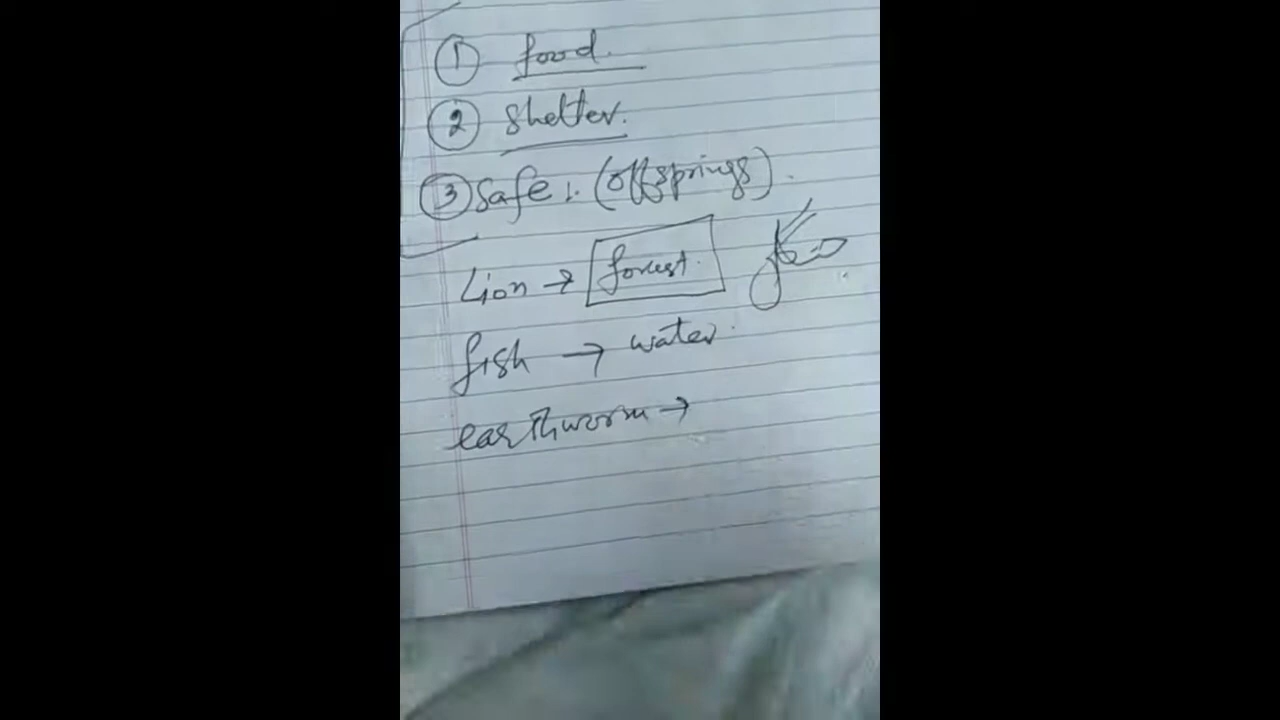 ① food.
② shelter.
③ Safe :. (offsprings).
Lion → forest.
fish → water.
earthworm →